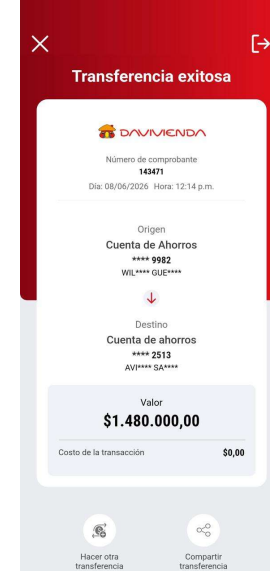 Transferencia exitosa
DAVIVIENDA
Número de comprobante
143471
Día: 08/06/2026 Hora: 12:14 p.m.
Origen
Cuenta de Ahorros
**** 9982
WIL**** GUE****
Destino
Cuenta de ahorros
**** 2513
AVI**** SA****
Valor
$1.480.000,00
Costo de la transacción $0,00
Hacer otra
transferencia
Compartir
transferencia